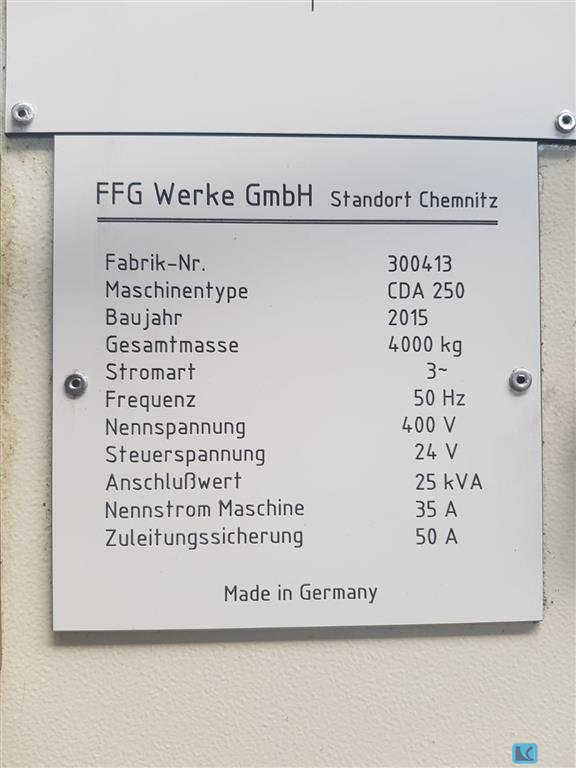 FFG Werke GmbH Standort Chemnitz
Fabrik-Nr. 300413
Maschinentype CDA 250
Baujahr 2015
Gesamtmasse 4000 kg
Stromart 3~
Frequenz 50 Hz
Nennspannung 400 V
Steuerspannung 24 V
Anschlußwert 25 kVA
Nennstrom Maschine 35 A
Zuleitungssicherung 50 A
Made in Germany